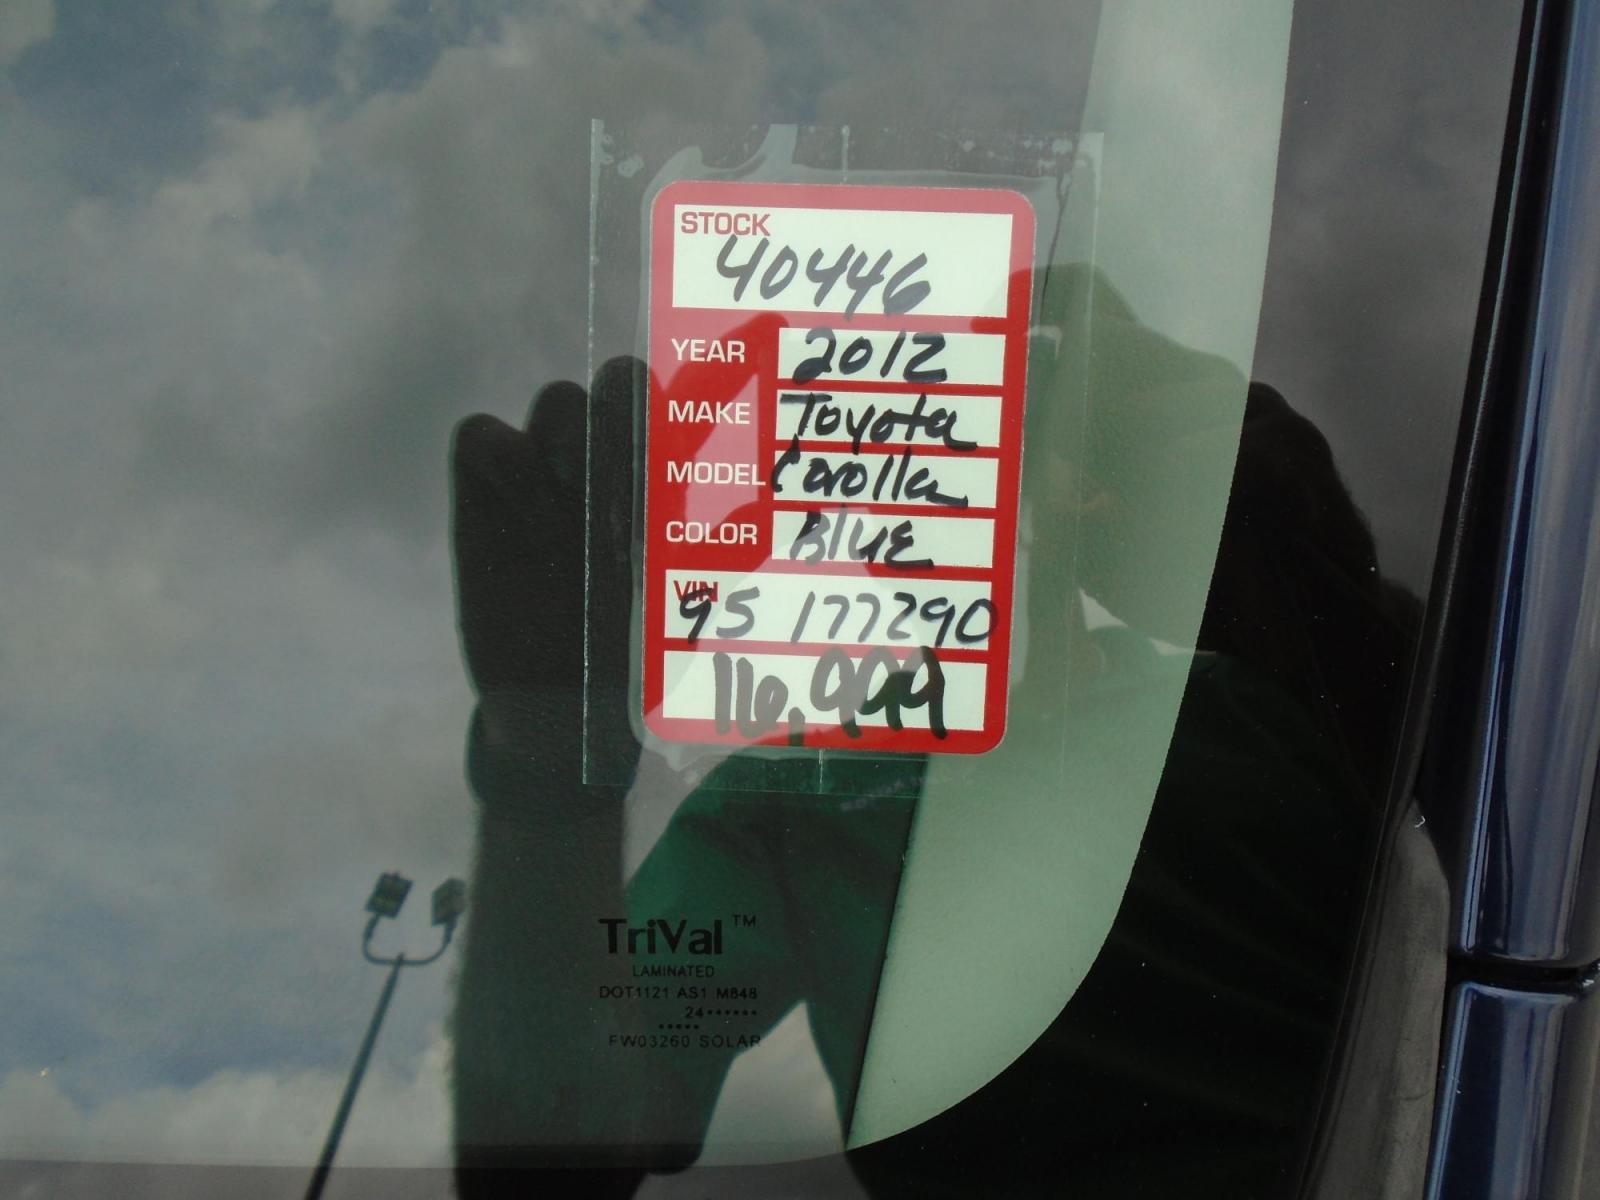 STOCK
40446
YEAR 2012
MAKE Toyota
MODEL Corolla
COLOR BLUE
VIN
95 177290
16,999
TriVal™
LAMINATED
DOT1121 AS1 M848
24••••••
•••••
FW03260 SOLAR